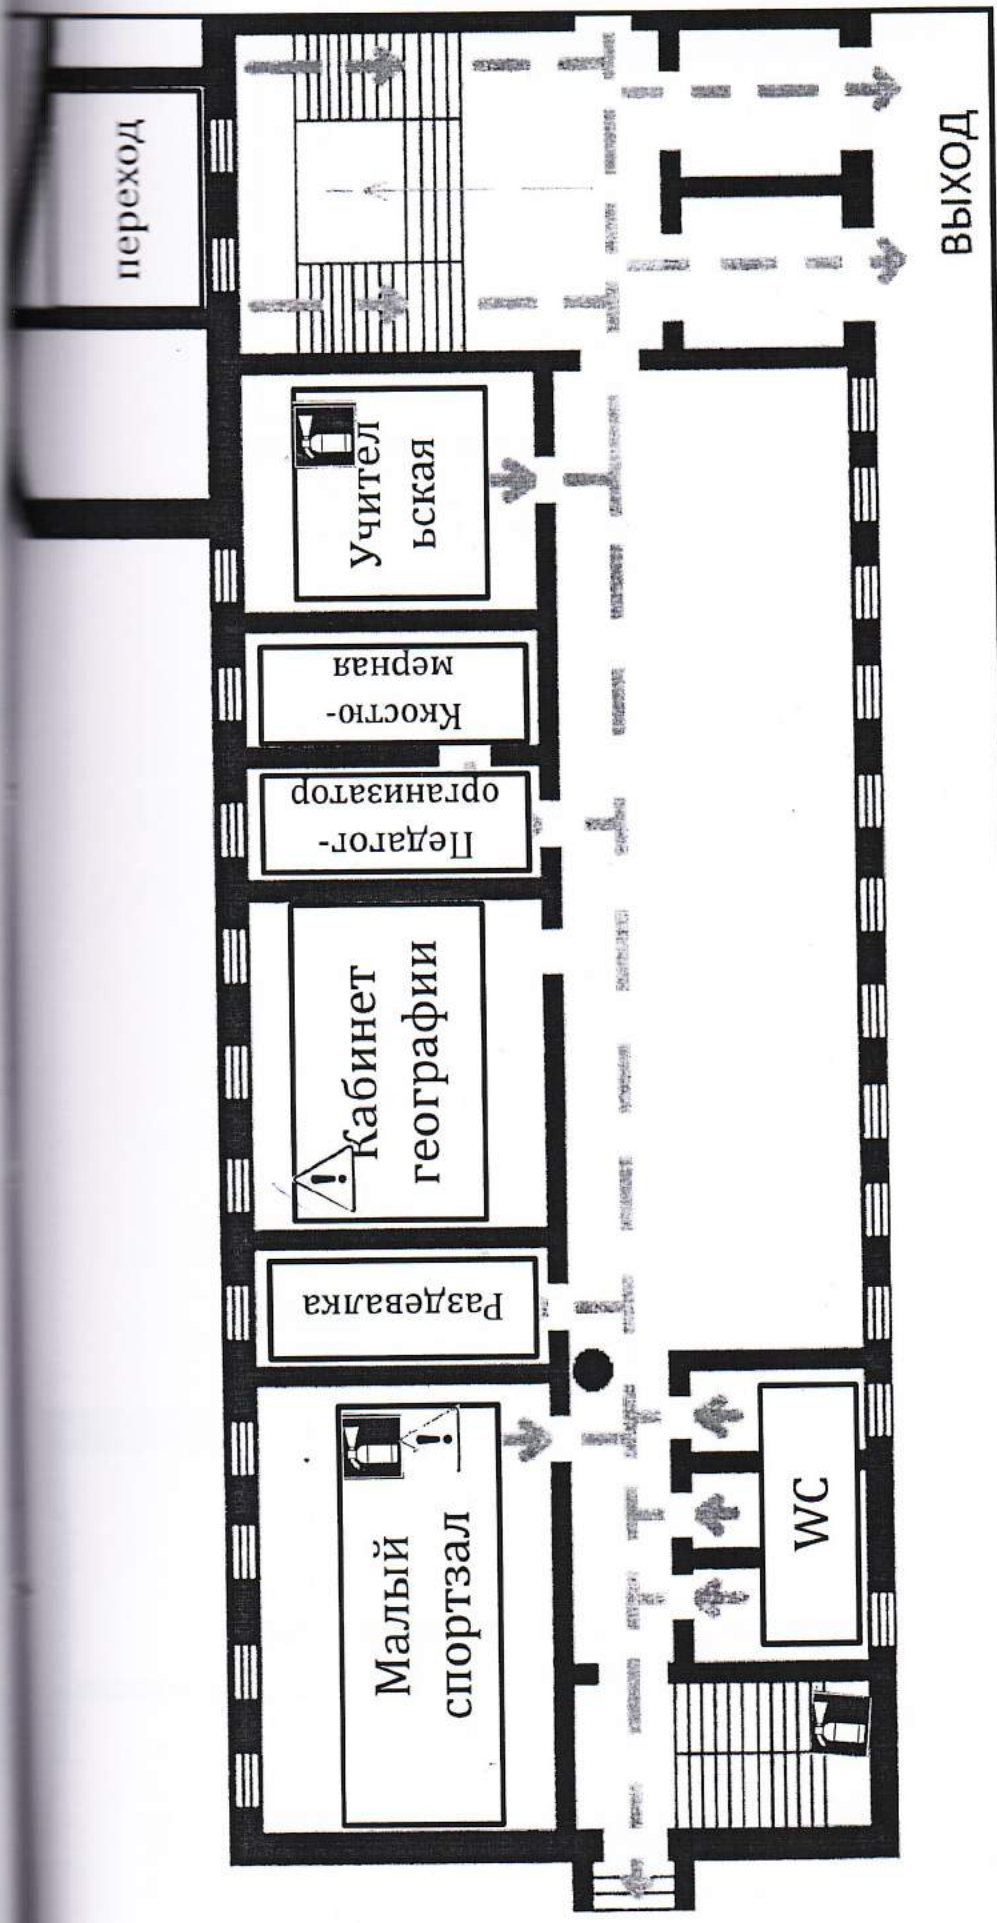 переход
ВЫХОД
Учител
ьская
Ккостю-
мерная
Педагог-
организатор
Кабинет
географии
Раздевалка
Малый
спортзал
WC